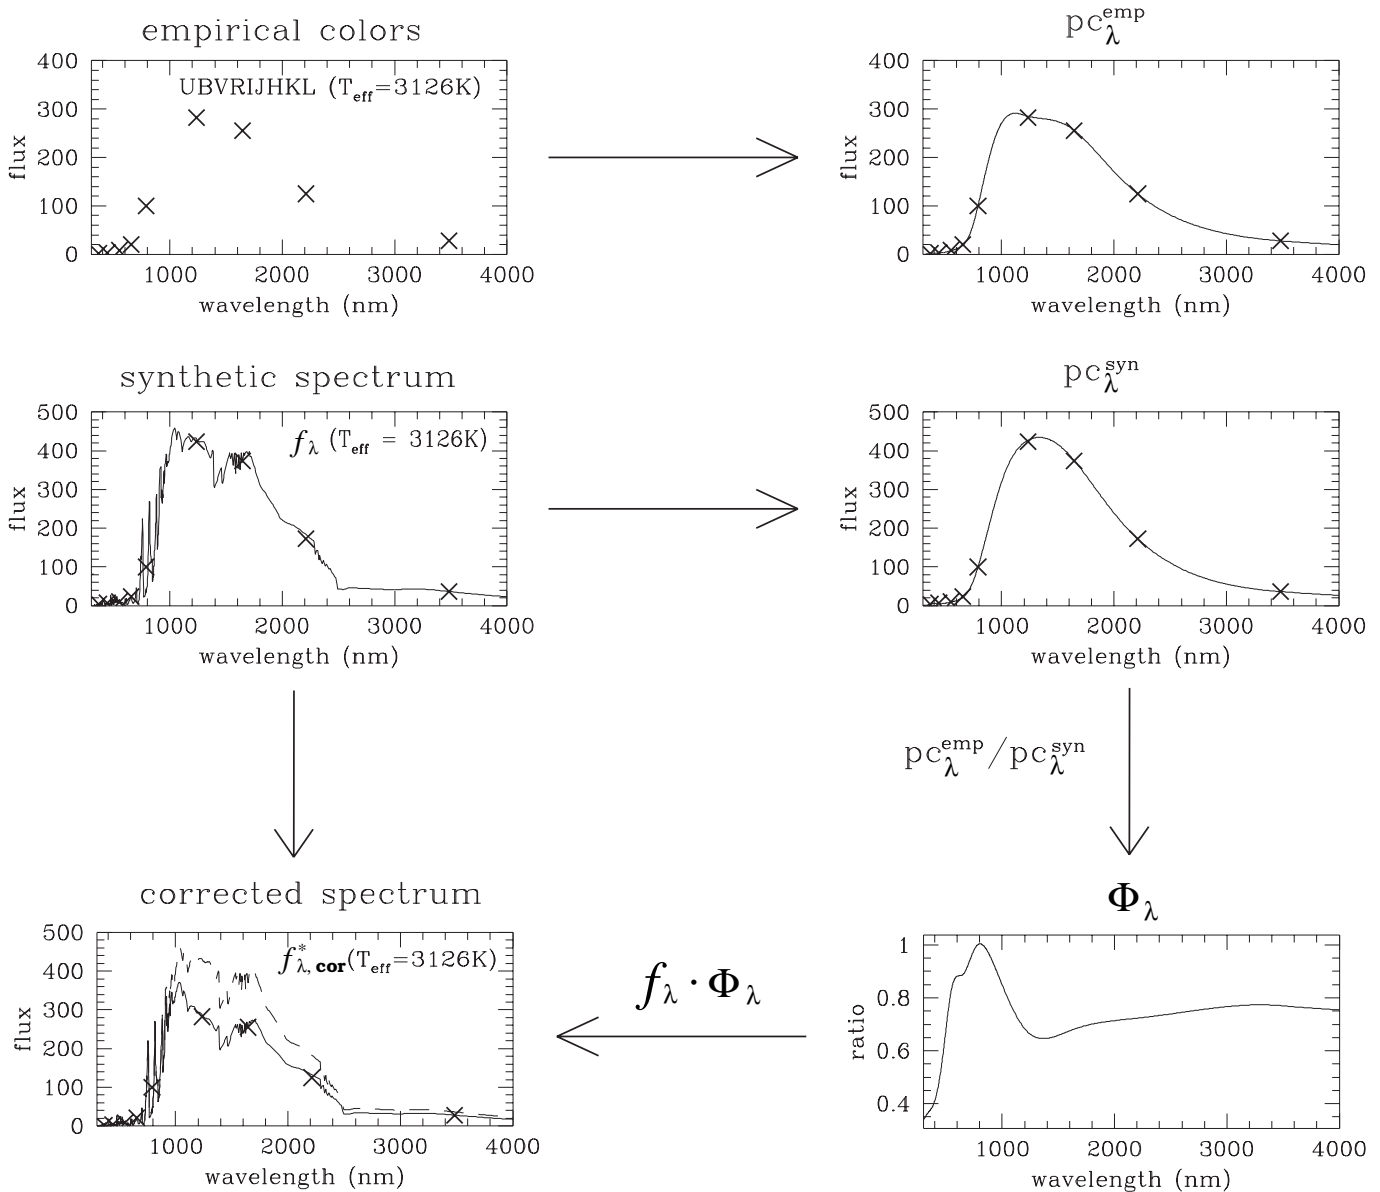 empirical colors
UBVRIJHKL (T_eff=3126K)
400
300
200
100
0
flux
1000 2000 3000 4000
wavelength (nm)
pc_λ^emp
400
300
200
100
0
flux
1000 2000 3000 4000
wavelength (nm)
synthetic spectrum
f_λ (T_eff = 3126K)
500
400
300
200
100
0
flux
1000 2000 3000 4000
wavelength (nm)
pc_λ^syn
500
400
300
200
100
0
flux
1000 2000 3000 4000
wavelength (nm)
pc_λ^emp/pc_λ^syn
corrected spectrum
f*_λ,cor(T_eff=3126K)
500
400
300
200
100
0
flux
1000 2000 3000 4000
wavelength (nm)
f_λ · Φ_λ
Φ_λ
1
0.8
0.6
0.4
ratio
1000 2000 3000 4000
wavelength (nm)